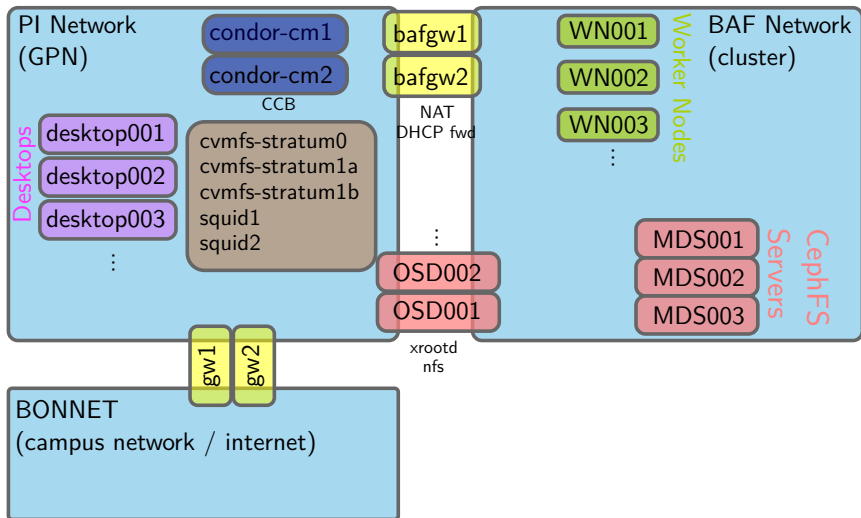 PI Network
(GPN)
condor-cm1
condor-cm2
CCB
Desktops
desktop001
desktop002
desktop003
⋮
cvmfs-stratum0
cvmfs-stratum1a
cvmfs-stratum1b
squid1
squid2
bafgw1
bafgw2
NAT
DHCP fwd
⋮
OSD002
OSD001
xrootd
nfs
BAF Network
(cluster)
WN001
WN002
WN003
⋮
Worker Nodes
MDS001
MDS002
MDS003
CephFS
Servers
gw1
gw2
BONNET
(campus network / internet)